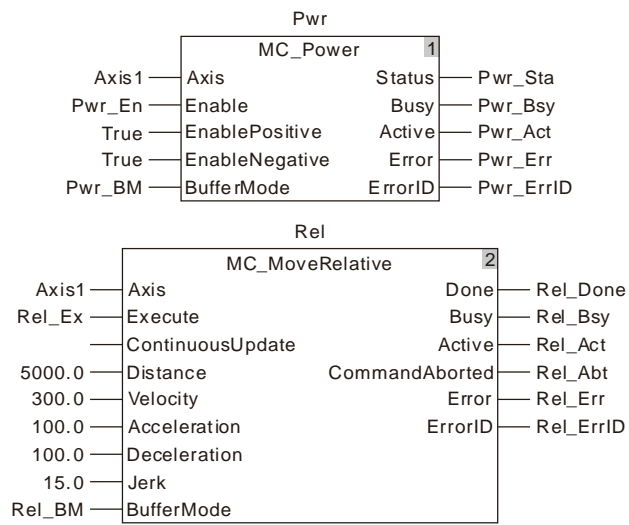 Pwr
MC_Power 1
Axis1 Axis Status Pwr_Sta
Pwr_En Enable Busy Pwr_Bsy
True EnablePositive Active Pwr_Act
True EnableNegative Error Pwr_Err
Pwr_BM BufferMode ErrorID Pwr_ErrID
Rel
MC_MoveRelative 2
Axis1 Axis Done Rel_Done
Rel_Ex Execute Busy Rel_Bsy
ContinuousUpdate Active Rel_Act
5000.0 Distance CommandAborted Rel_Abt
300.0 Velocity Error Rel_Err
100.0 Acceleration ErrorID Rel_ErrID
100.0 Deceleration
15.0 Jerk
Rel_BM BufferMode